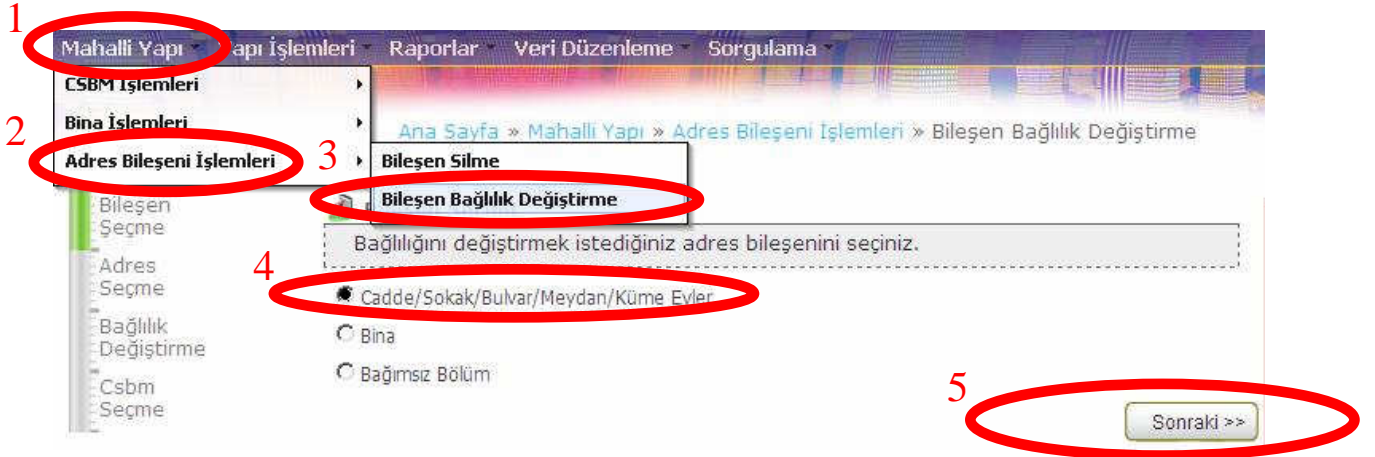 1
Mahalli Yapı Yapı İşlemleri Raporlar Veri Düzenleme Sorgulama
CSBM İşlemleri
Bina İşlemleri
2
Ana Sayfa » Mahalli Yapı » Adres Bileşeni İşlemleri » Bileşen Bağlılık Değiştirme
Adres Bileşeni İşlemleri
3
Bileşen Silme
Bileşen Bağlılık Değiştirme
Bileşen
Seçme
Adres
Seçme
Bağlılık
Değiştirme
Csbm
Seçme
Bağlılığını değiştirmek istediğiniz adres bileşenini seçiniz.
4
Cadde/Sokak/Bulvar/Meydan/Küme Evler
Bina
Bağımsız Bölüm
5
Sonraki >>